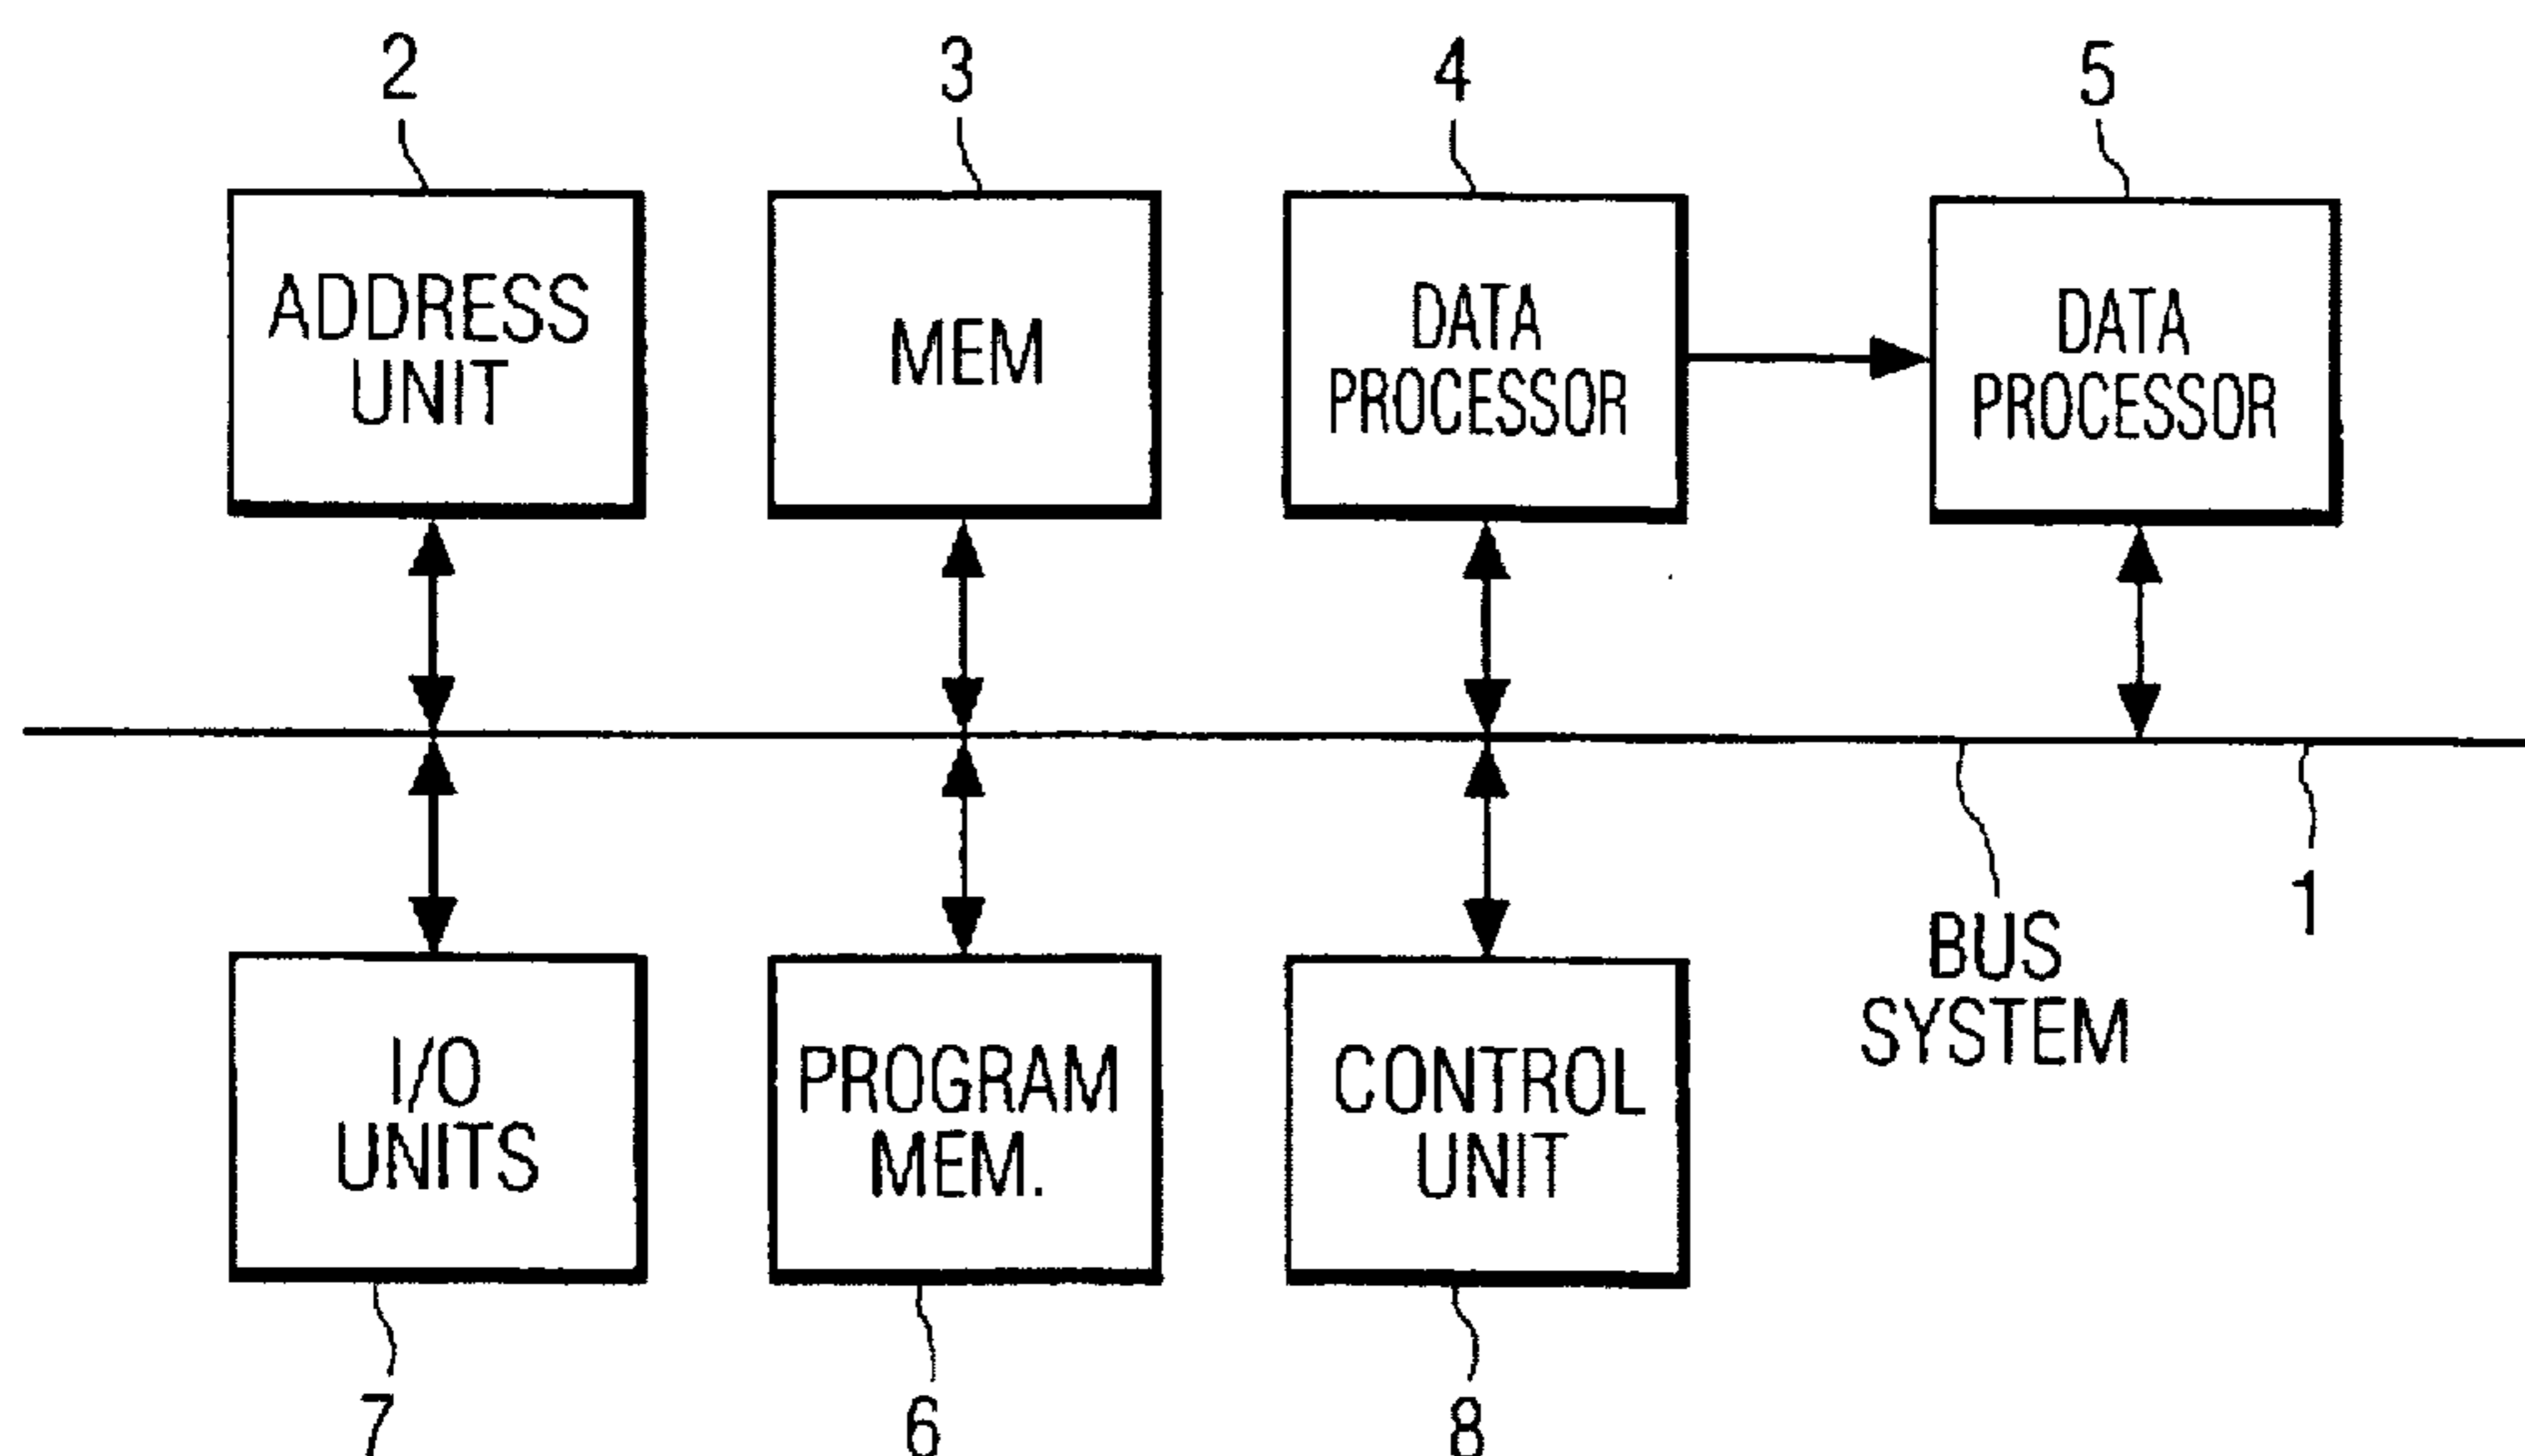 2
3
4
5
ADDRESS
UNIT
MEM
DATA
PROCESSOR
DATA
PROCESSOR
1
BUS
SYSTEM
I/O
UNITS
PROGRAM
MEM.
CONTROL
UNIT
7
6
8